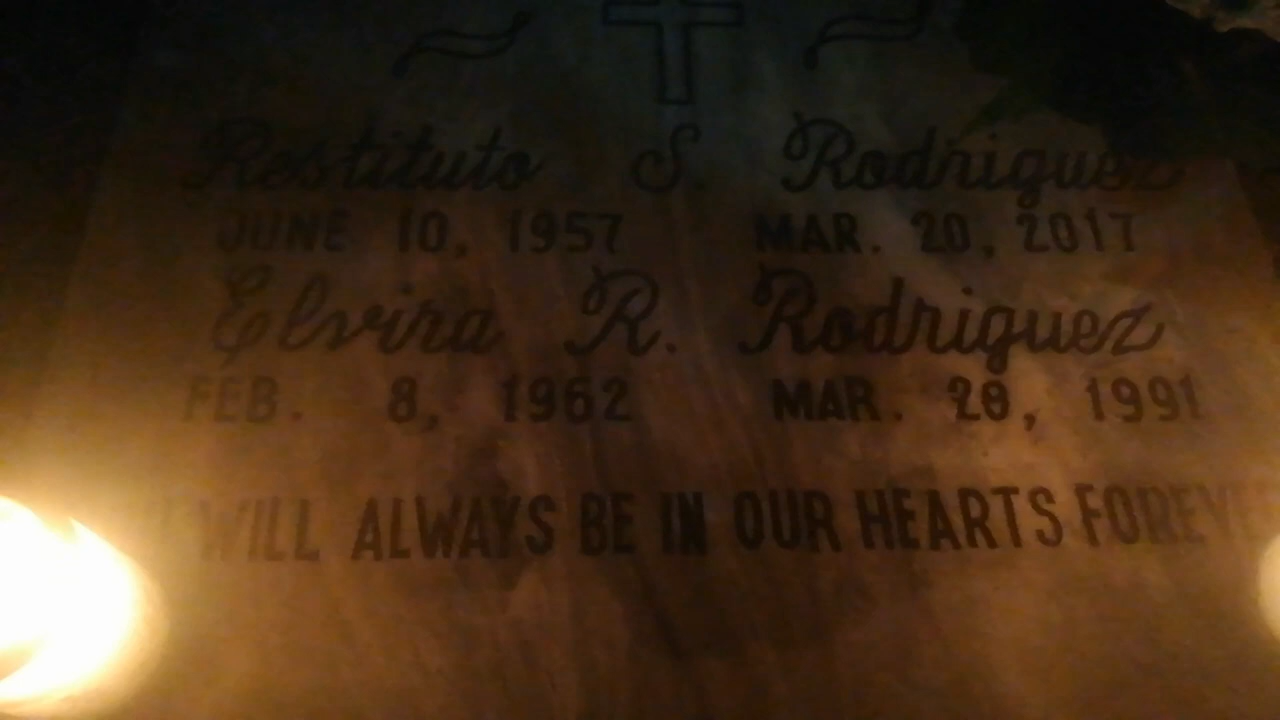 Restituto S. Rodriguez
JUNE 10, 1957 MAR. 20, 2017
Elvira R. Rodriguez
FEB. 8, 1962 MAR. 28, 1991
WILL ALWAYS BE IN OUR HEARTS